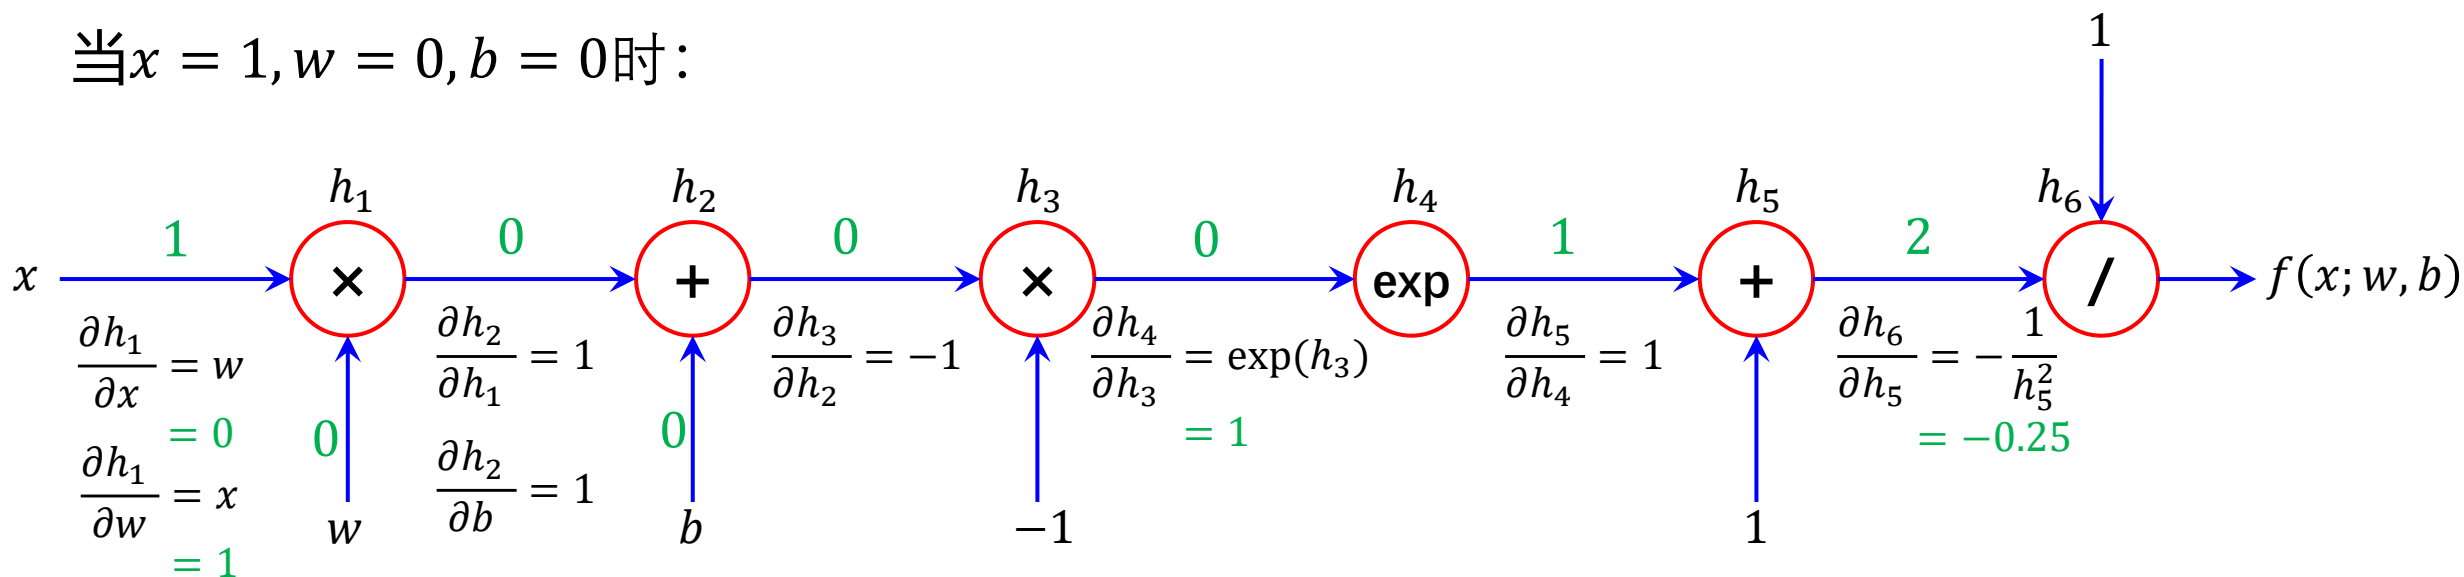 当x = 1, w = 0, b = 0时：
1
h₁ h₂ h₃ h₄ h₅ h₆
1 0 0 0 1 2
x × + × exp + / f(x; w, b)
∂h₁/∂x = w
= 0
∂h₁/∂w = x
= 1
∂h₂/∂h₁ = 1
∂h₂/∂b = 1
∂h₃/∂h₂ = −1
∂h₄/∂h₃ = exp(h₃)
= 1
∂h₅/∂h₄ = 1
∂h₆/∂h₅ = −1/h₅²
= −0.25
0 0
w b −1 1